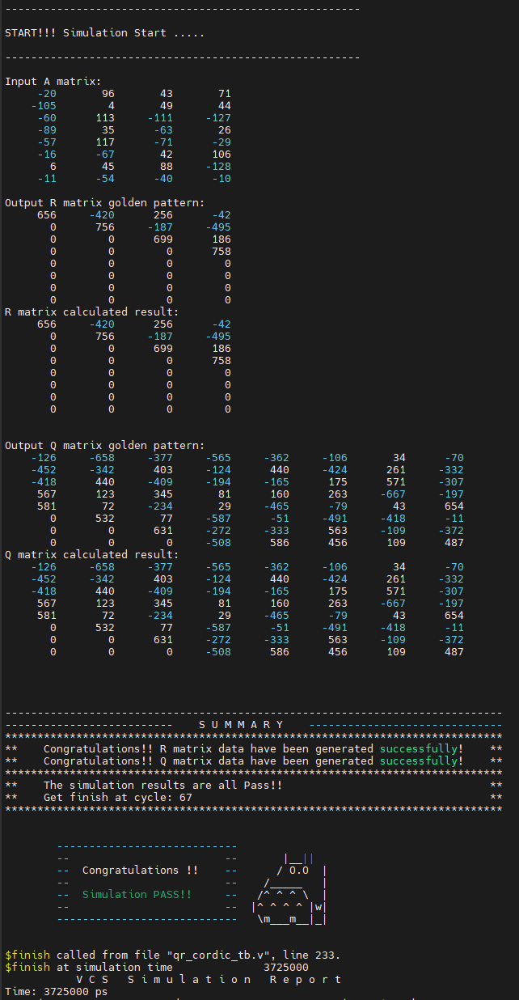 -------------------------------------------------------
START!!! Simulation Start .....
-------------------------------------------------------
Input A matrix:
-20 96 43 71
-105 4 49 44
-60 113 -111 -127
-89 35 -63 26
-57 117 -71 -29
-16 -67 42 106
6 45 88 -128
-11 -54 -40 -10
Output R matrix golden pattern:
656 -420 256 -42
0 756 -187 -495
0 0 699 186
0 0 0 758
0 0 0 0
0 0 0 0
0 0 0 0
0 0 0 0
R matrix calculated result:
656 -420 256 -42
0 756 -187 -495
0 0 699 186
0 0 0 758
0 0 0 0
0 0 0 0
0 0 0 0
0 0 0 0
Output Q matrix golden pattern:
-126 -658 -377 -565 -362 -106 34 -70
-452 -342 403 -124 440 -424 261 -332
-418 440 -409 -194 -165 175 571 -307
567 123 345 81 160 263 -667 -197
581 72 -234 29 -465 -79 43 654
0 532 77 -587 -51 -491 -418 -11
0 0 631 -272 -333 563 -109 -372
0 0 0 -508 586 456 109 487
Q matrix calculated result:
-126 -658 -377 -565 -362 -106 34 -70
-452 -342 403 -124 440 -424 261 -332
-418 440 -409 -194 -165 175 571 -307
567 123 345 81 160 263 -667 -197
581 72 -234 29 -465 -79 43 654
0 532 77 -587 -51 -491 -418 -11
0 0 631 -272 -333 563 -109 -372
0 0 0 -508 586 456 109 487
-----------------------------------------------------------------------------
--------------------------    S U M M A R Y    ------------------------------
*****************************************************************************
**    Congratulations!! R matrix data have been generated successfully!    **
**    Congratulations!! Q matrix data have been generated successfully!    **
*****************************************************************************
**    The simulation results are all Pass!!                                **
**    Get finish at cycle: 67                                              **
*****************************************************************************
        ----------------------------
        --                        --       |__||
        --  Congratulations !!    --      / O.O  |
        --                        --    /_____   |
        --  Simulation PASS!!     --   /^ ^ ^ \  |
        --                        --  |^ ^ ^ ^ |w|
        ----------------------------   \m___m__|_|
$finish called from file "qr_cordic_tb.v", line 233.
$finish at simulation time              3725000
           V C S   S i m u l a t i o n   R e p o r t
Time: 3725000 ps